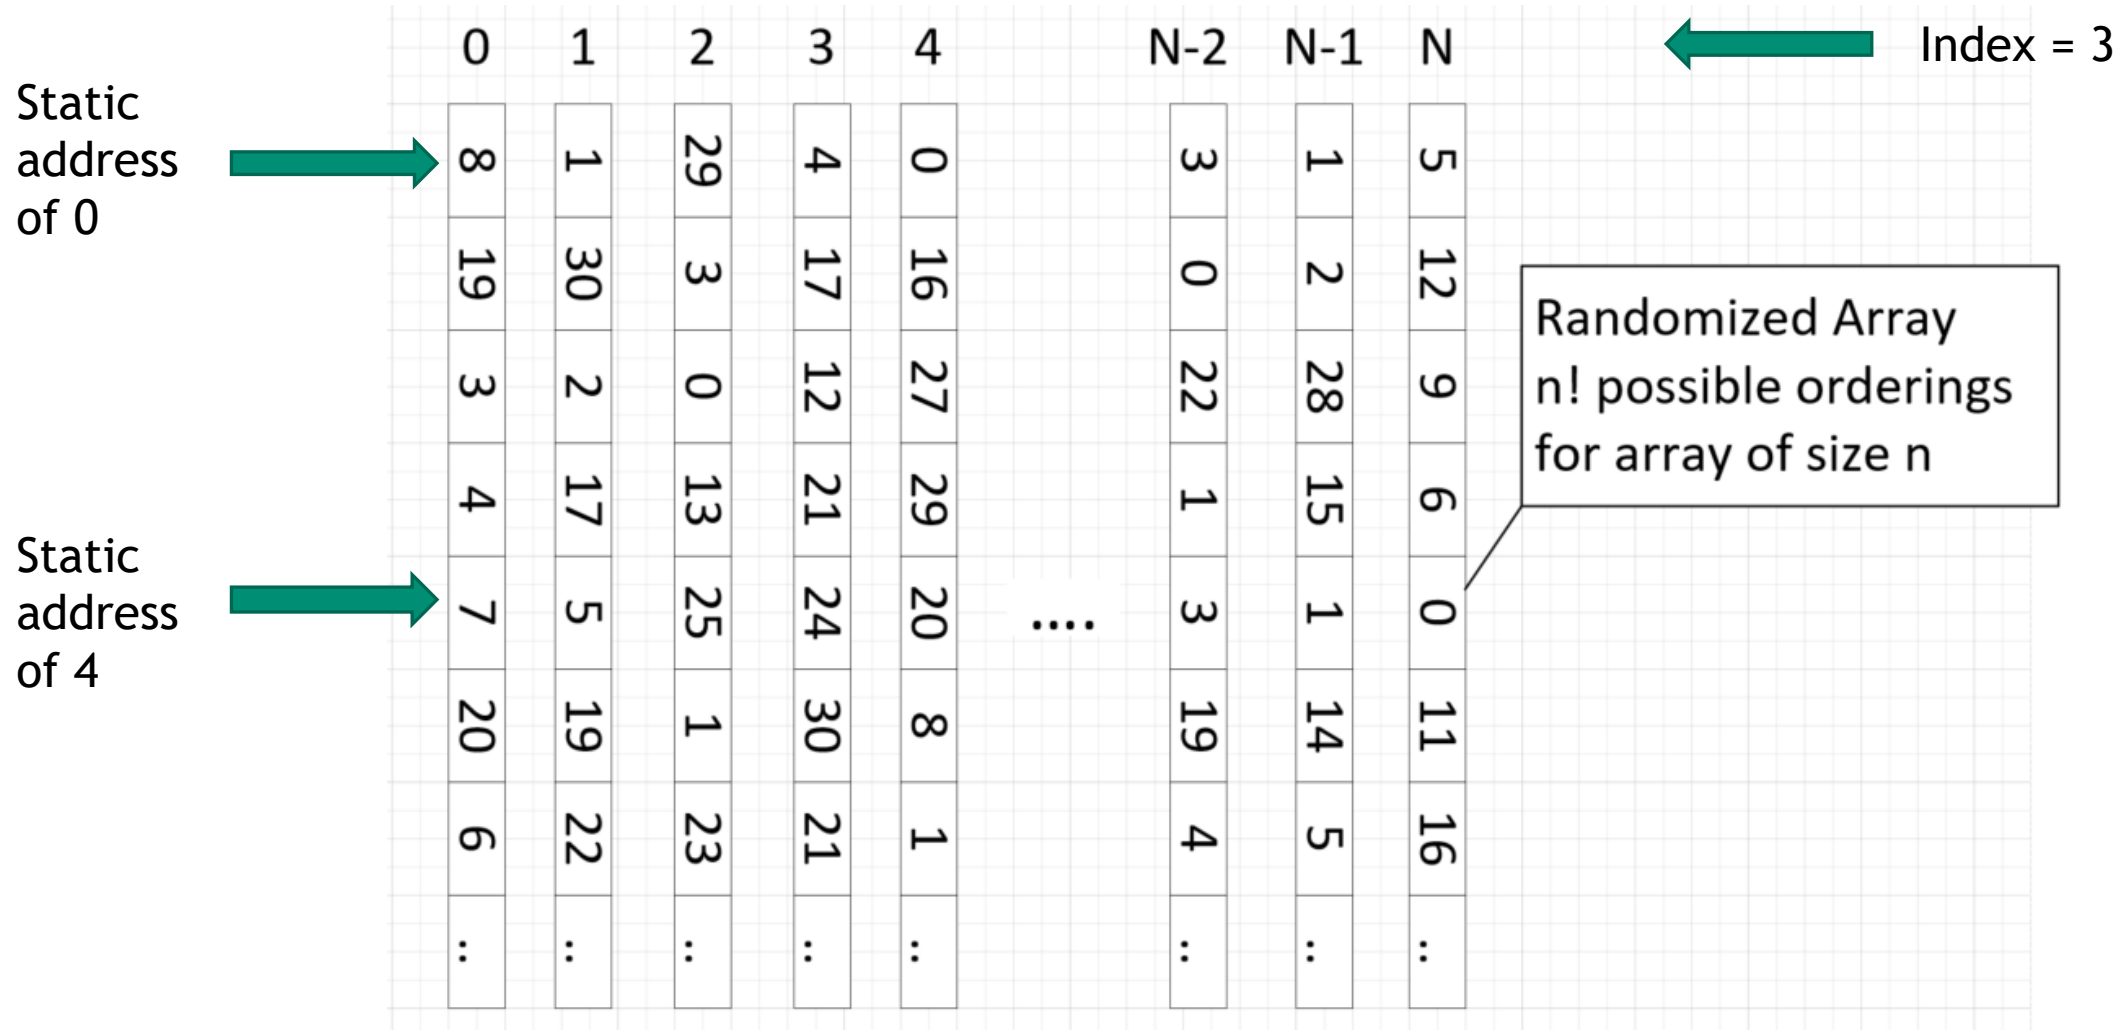 0 1 2 3 4 N-2 N-1 N
Index = 3
Static
address
of 0
8 1 29 4 0 3 1 5
19 30 3 17 16 0 2 12
3 2 0 12 27 22 28 9
4 17 13 21 29 1 15 6
7 5 25 24 20 .... 3 1 0
20 19 1 30 8 19 14 11
6 22 23 21 1 4 5 16
.. .. .. .. .. .. .. ..
Static
address
of 4
Randomized Array
n! possible orderings
for array of size n